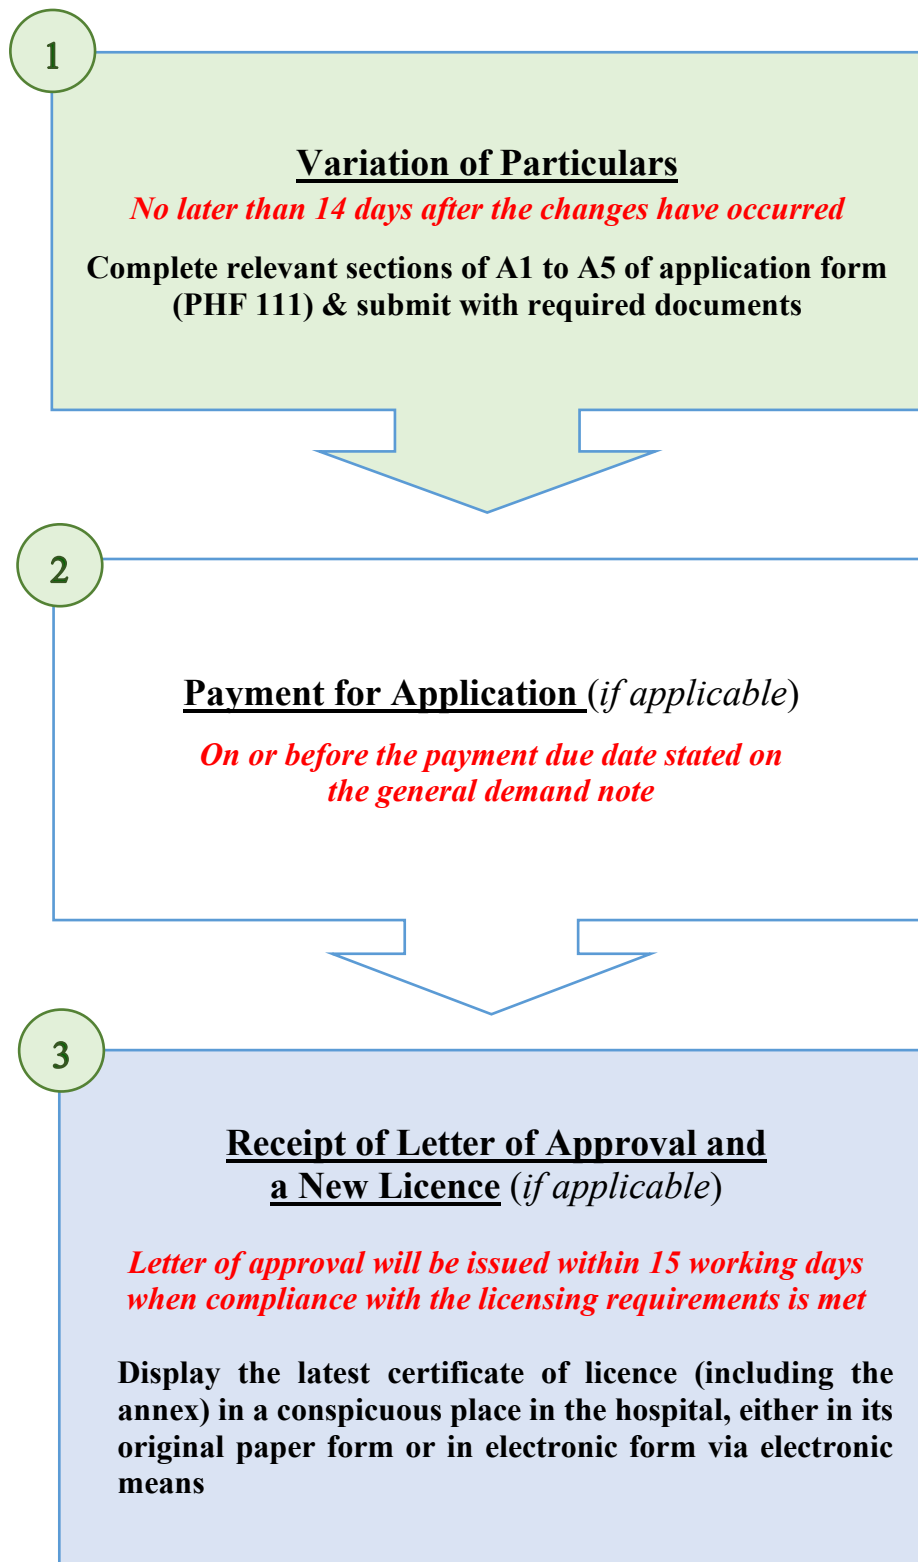 1
Variation of Particulars
No later than 14 days after the changes have occurred
Complete relevant sections of A1 to A5 of application form
(PHF 111) & submit with required documents
2
Payment for Application (if applicable)
On or before the payment due date stated on
the general demand note
3
Receipt of Letter of Approval and
a New Licence (if applicable)
Letter of approval will be issued within 15 working days
when compliance with the licensing requirements is met
Display the latest certificate of licence (including the
annex) in a conspicuous place in the hospital, either in its
original paper form or in electronic form via electronic
means